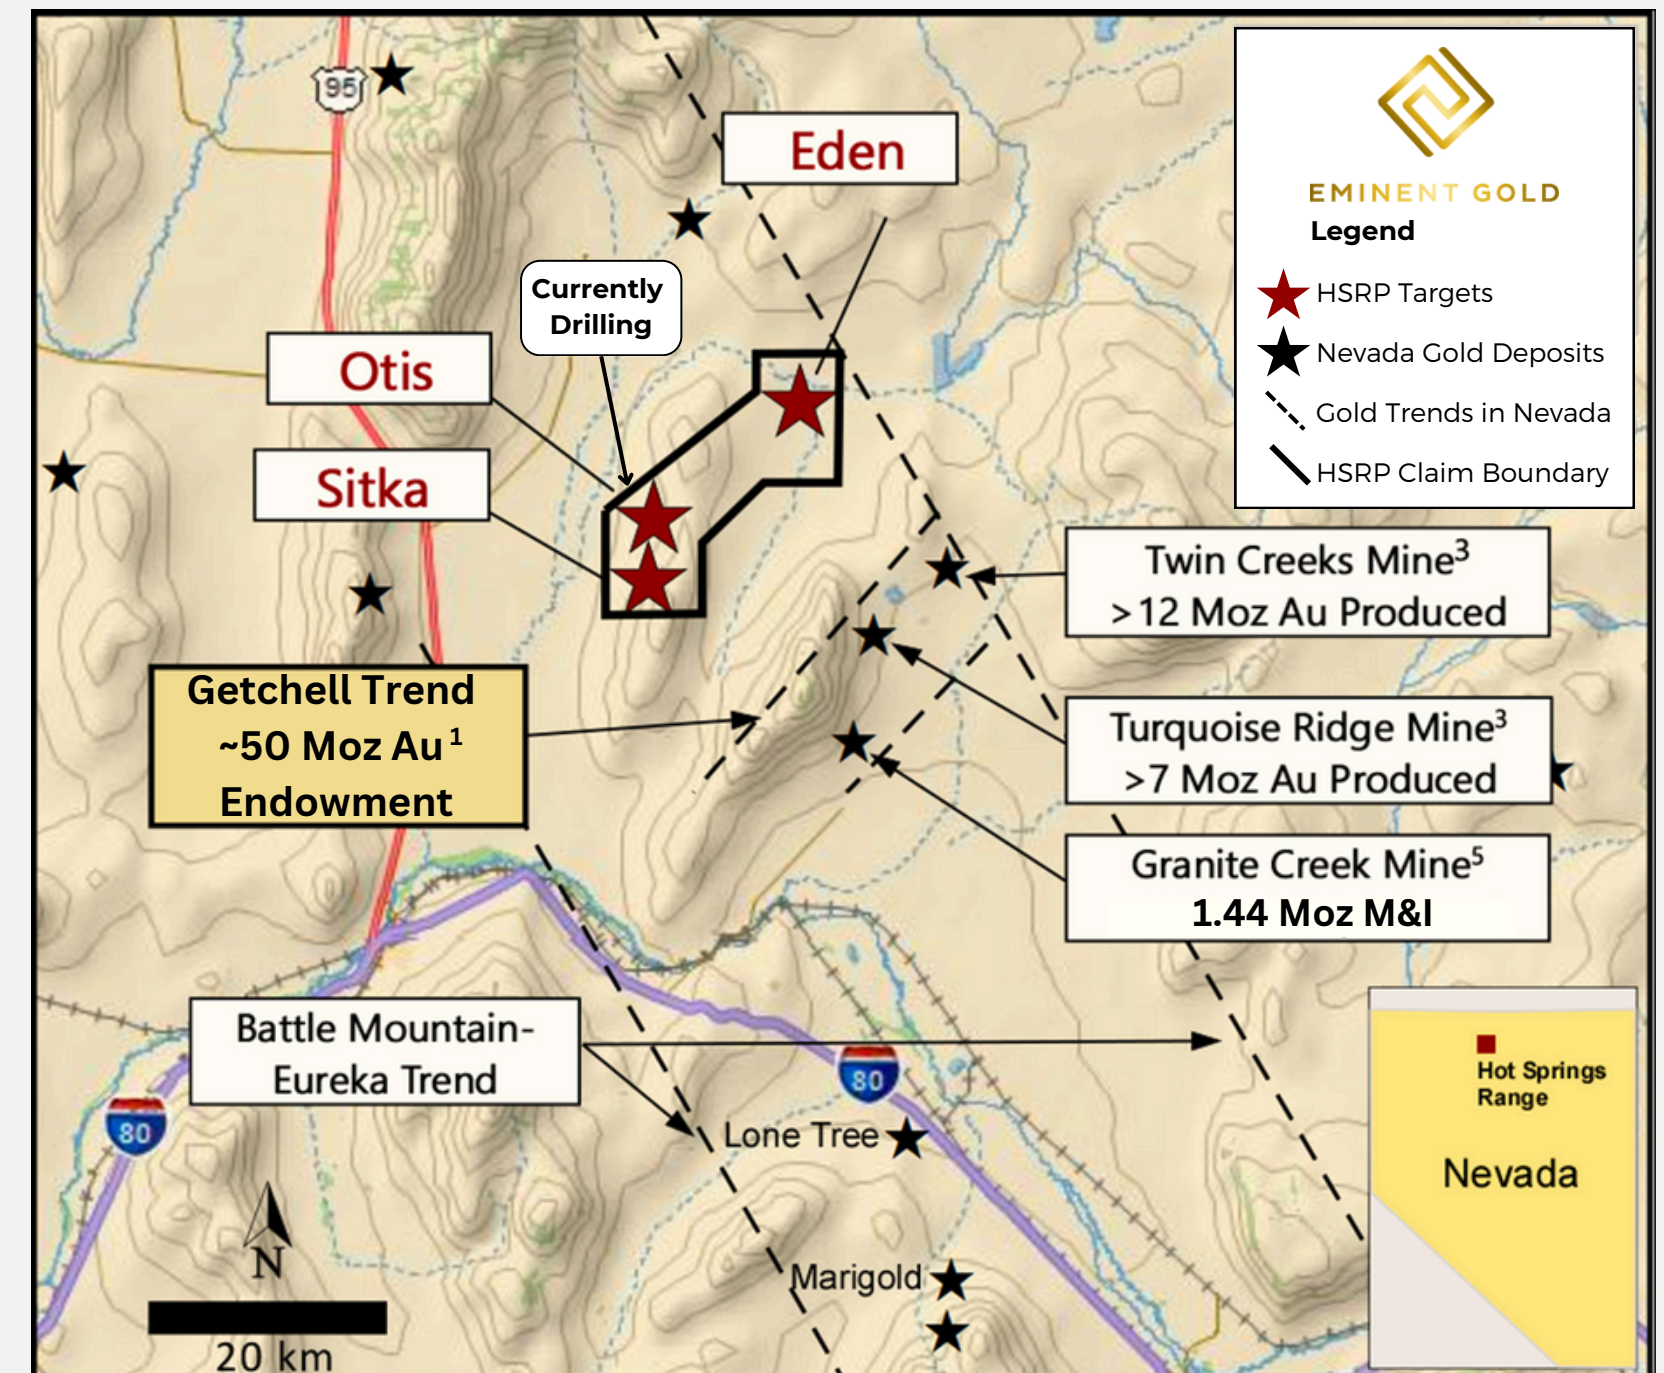 95
Eden
EMINENT GOLD
Legend
HSRP Targets
Nevada Gold Deposits
Gold Trends in Nevada
HSRP Claim Boundary
Currently
Drilling
Otis
Sitka
Twin Creeks Mine³
>12 Moz Au Produced
Getchell Trend
~50 Moz Au¹
Endowment
Turquoise Ridge Mine³
>7 Moz Au Produced
Granite Creek Mine⁵
1.44 Moz M&I
Battle Mountain-
Eureka Trend
80
80
Lone Tree
Marigold
N
20 km
Hot Springs
Range
Nevada